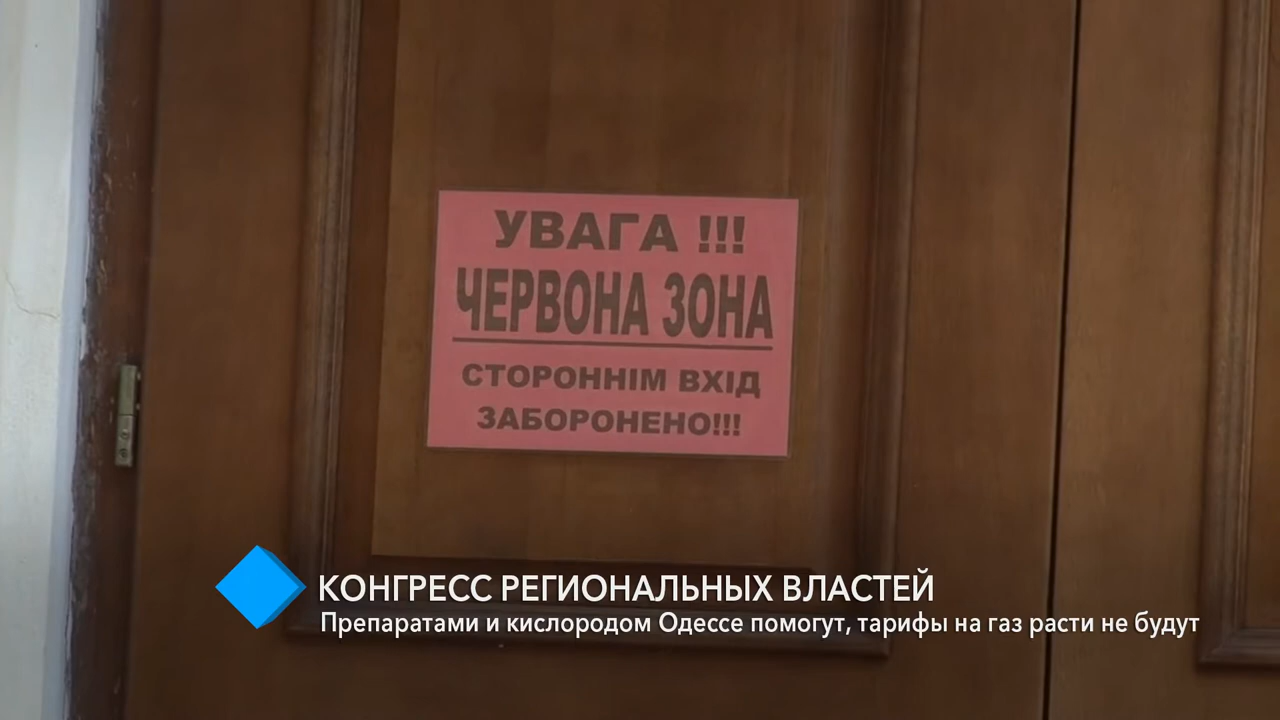 УВАГА !!!
ЧЕРВОНА ЗОНА
СТОРОННІМ ВХІД
ЗАБОРОНЕНО!!!
КОНГРЕСС РЕГИОНАЛЬНЫХ ВЛАСТЕЙ
Препаратами и кислородом Одессе помогут, тарифы на газ расти не будут